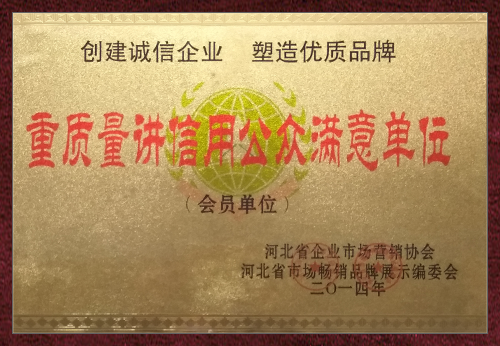 创建诚信企业 塑造优质品牌
重质量讲信用公众满意单位
（会员单位）
河北省企业市场营销协会
河北省市场畅销品牌展示编委会
二〇一四年